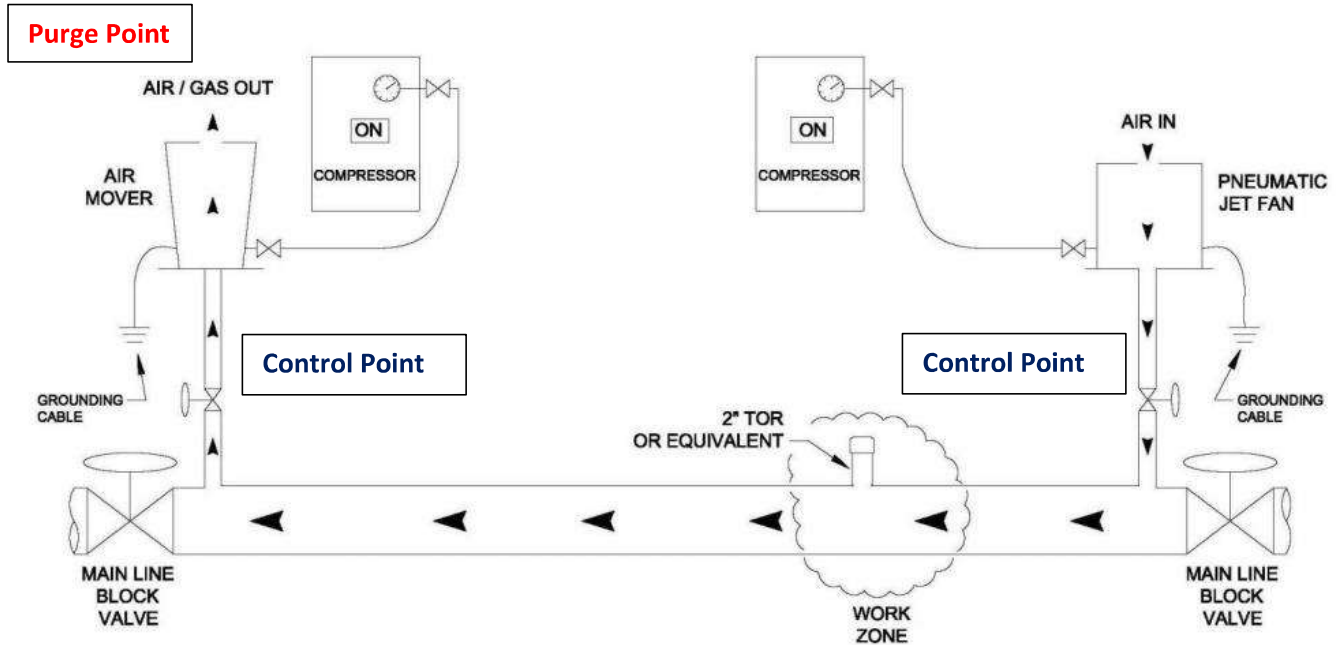 Purge Point
AIR / GAS OUT
AIR
MOVER
ON
COMPRESSOR
ON
COMPRESSOR
AIR IN
PNEUMATIC
JET FAN
Control Point
Control Point
GROUNDING
CABLE
2" TOR
OR EQUIVALENT
GROUNDING
CABLE
MAIN LINE
BLOCK
VALVE
WORK
ZONE
MAIN LINE
BLOCK
VALVE